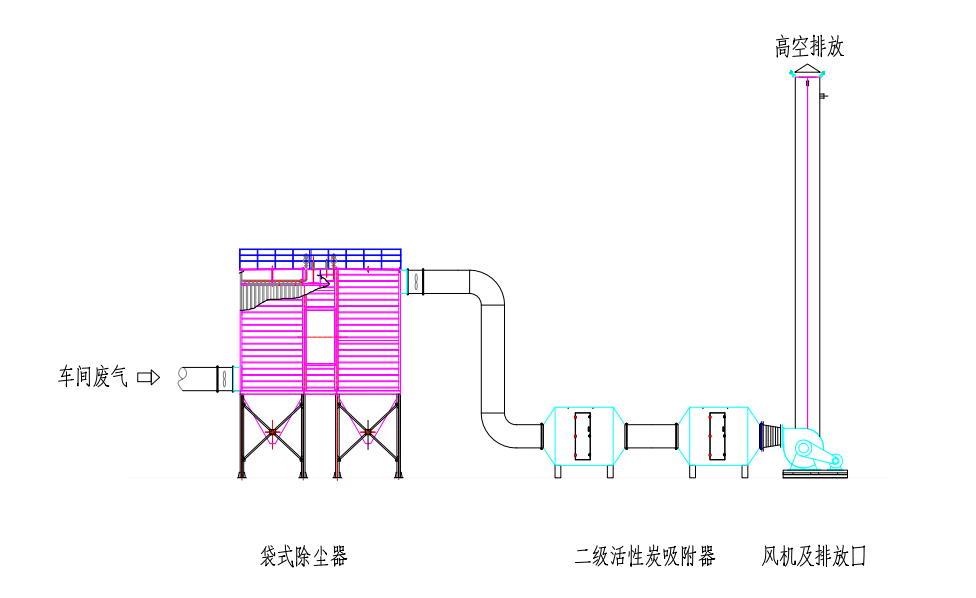 高空排放
车间废气
袋式除尘器
二级活性炭吸附器
风机及排放口